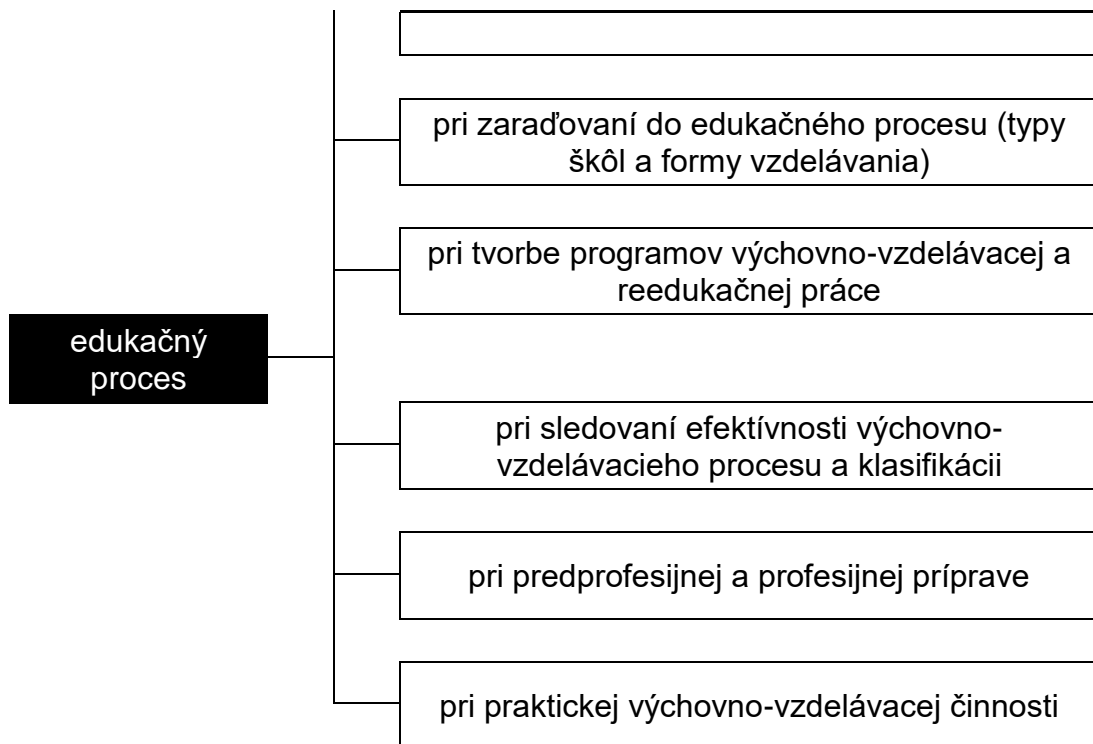 pri zaraďovaní do edukačného procesu (typy
škôl a formy vzdelávania)
pri tvorbe programov výchovno-vzdelávacej a
reedukačnej práce
edukačný
proces
pri sledovaní efektívnosti výchovno-
vzdelávacieho procesu a klasifikácii
pri predprofesijnej a profesijnej príprave
pri praktickej výchovno-vzdelávacej činnosti